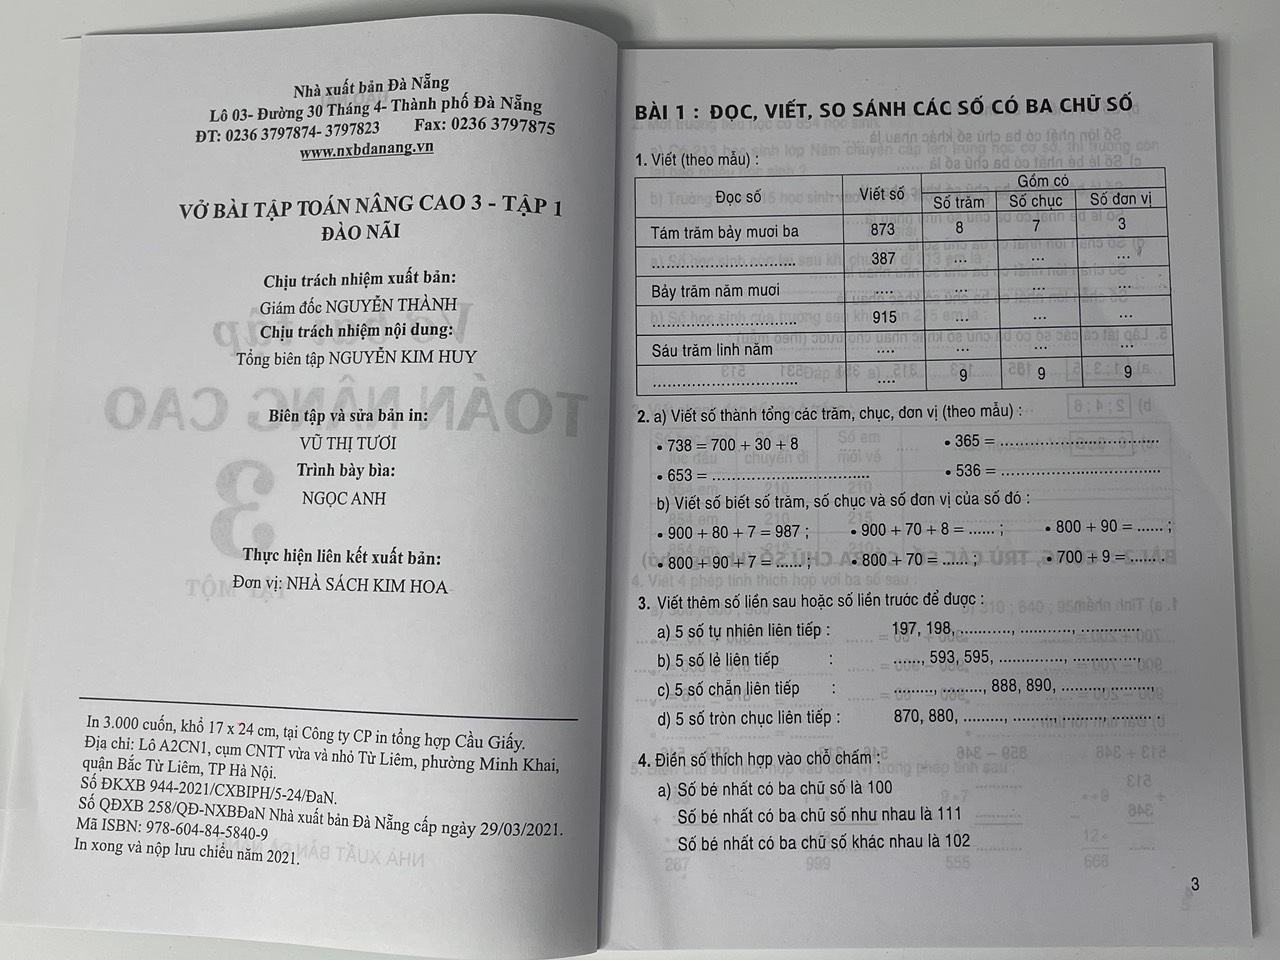 Nhà xuất bản Đà Nẵng
Lô 03- Đường 30 Tháng 4- Thành phố Đà Nẵng
ĐT: 0236 3797874- 3797823 Fax: 0236 3797875
www.nxbdanang.vn
VỞ BÀI TẬP TOÁN NÂNG CAO 3 - TẬP 1
ĐÀO NÃI
Chịu trách nhiệm xuất bản:
Giám đốc NGUYỄN THÀNH
Chịu trách nhiệm nội dung:
Tổng biên tập NGUYỄN KIM HUY
Biên tập và sửa bản in:
VŨ THỊ TƯƠI
Trình bày bìa:
NGỌC ANH
Thực hiện liên kết xuất bản:
Đơn vị: NHÀ SÁCH KIM HOA
In 3.000 cuốn, khổ 17 x 24 cm, tại Công ty CP in tổng hợp Cầu Giấy.
Địa chỉ: Lô A2CN1, cụm CNTT vừa và nhỏ Từ Liêm, phường Minh Khai,
quận Bắc Từ Liêm, TP Hà Nội.
Số ĐKXB 944-2021/CXBIPH/5-24/ĐaN.
Số QĐXB 258/QĐ-NXBĐaN Nhà xuất bản Đà Nẵng cấp ngày 29/03/2021.
Mã ISBN: 978-604-84-5840-9
In xong và nộp lưu chiểu năm 2021.
BÀI 1 : ĐỌC, VIẾT, SO SÁNH CÁC SỐ CÓ BA CHỮ SỐ
1. Viết (theo mẫu) :
Đọc số Viết số Gồm có
Số trăm Số chục Số đơn vị
Tám trăm bảy mươi ba 873 8 7 3
............................ 387 ... ... ...
Bảy trăm năm mươi .... ... ... ...
............................ 915 ... ... ...
Sáu trăm linh năm .... ... ... ...
............................ .... 9 9 9
2. a) Viết số thành tổng các trăm, chục, đơn vị (theo mẫu) :
• 738 = 700 + 30 + 8 • 365 = ................................
• 653 = ................................ • 536 = ................................
b) Viết số biết số trăm, số chục và số đơn vị của số đó :
• 900 + 80 + 7 = 987 ; • 900 + 70 + 8 = ...... ; • 800 + 90 = ...... ;
• 800 + 90 + 7 = ...... ; • 800 + 70 = ...... ; • 700 + 9 = ...... .
3. Viết thêm số liền sau hoặc số liền trước để được :
a) 5 số tự nhiên liên tiếp : 197, 198, ..........., ..........., ............
b) 5 số lẻ liên tiếp : ......, 593, 595, .............., .............,
c) 5 số chẵn liên tiếp : ........, ........, 888, 890, ........, ........,
d) 5 số tròn chục liên tiếp : 870, 880, ........, ........, ........, ........ .
4. Điền số thích hợp vào chỗ chấm :
a) Số bé nhất có ba chữ số là 100
Số bé nhất có ba chữ số như nhau là 111
Số bé nhất có ba chữ số khác nhau là 102
3